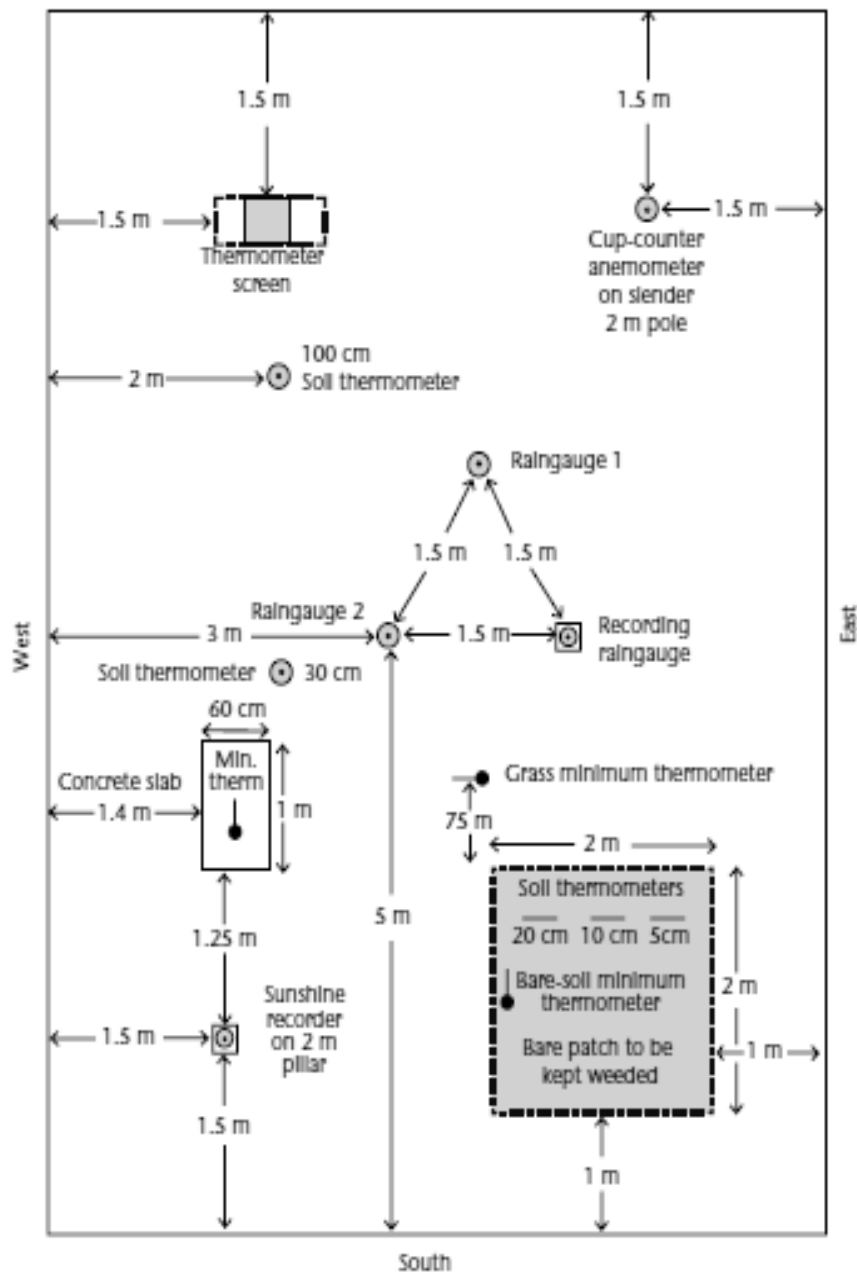 1.5 m
1.5 m
1.5 m
1.5 m
Thermometer
screen
Cup-counter
anemometer
on slender
2 m pole
100 cm
2 m
Soil thermometer
Raingauge 1
1.5 m
1.5 m
Raingauge 2
3 m
1.5 m
Recording
raingauge
West
East
Soil thermometer
30 cm
60 cm
Min.
therm
Concrete slab
1.4 m
1 m
Grass minimum thermometer
75 m
2 m
Soil thermometers
20 cm 10 cm 5cm
5 m
1.25 m
Bare-soil minimum
thermometer
2 m
Sunshine
recorder
on 2 m
pillar
1.5 m
Bare patch to be
kept weeded
1 m
1.5 m
1 m
South